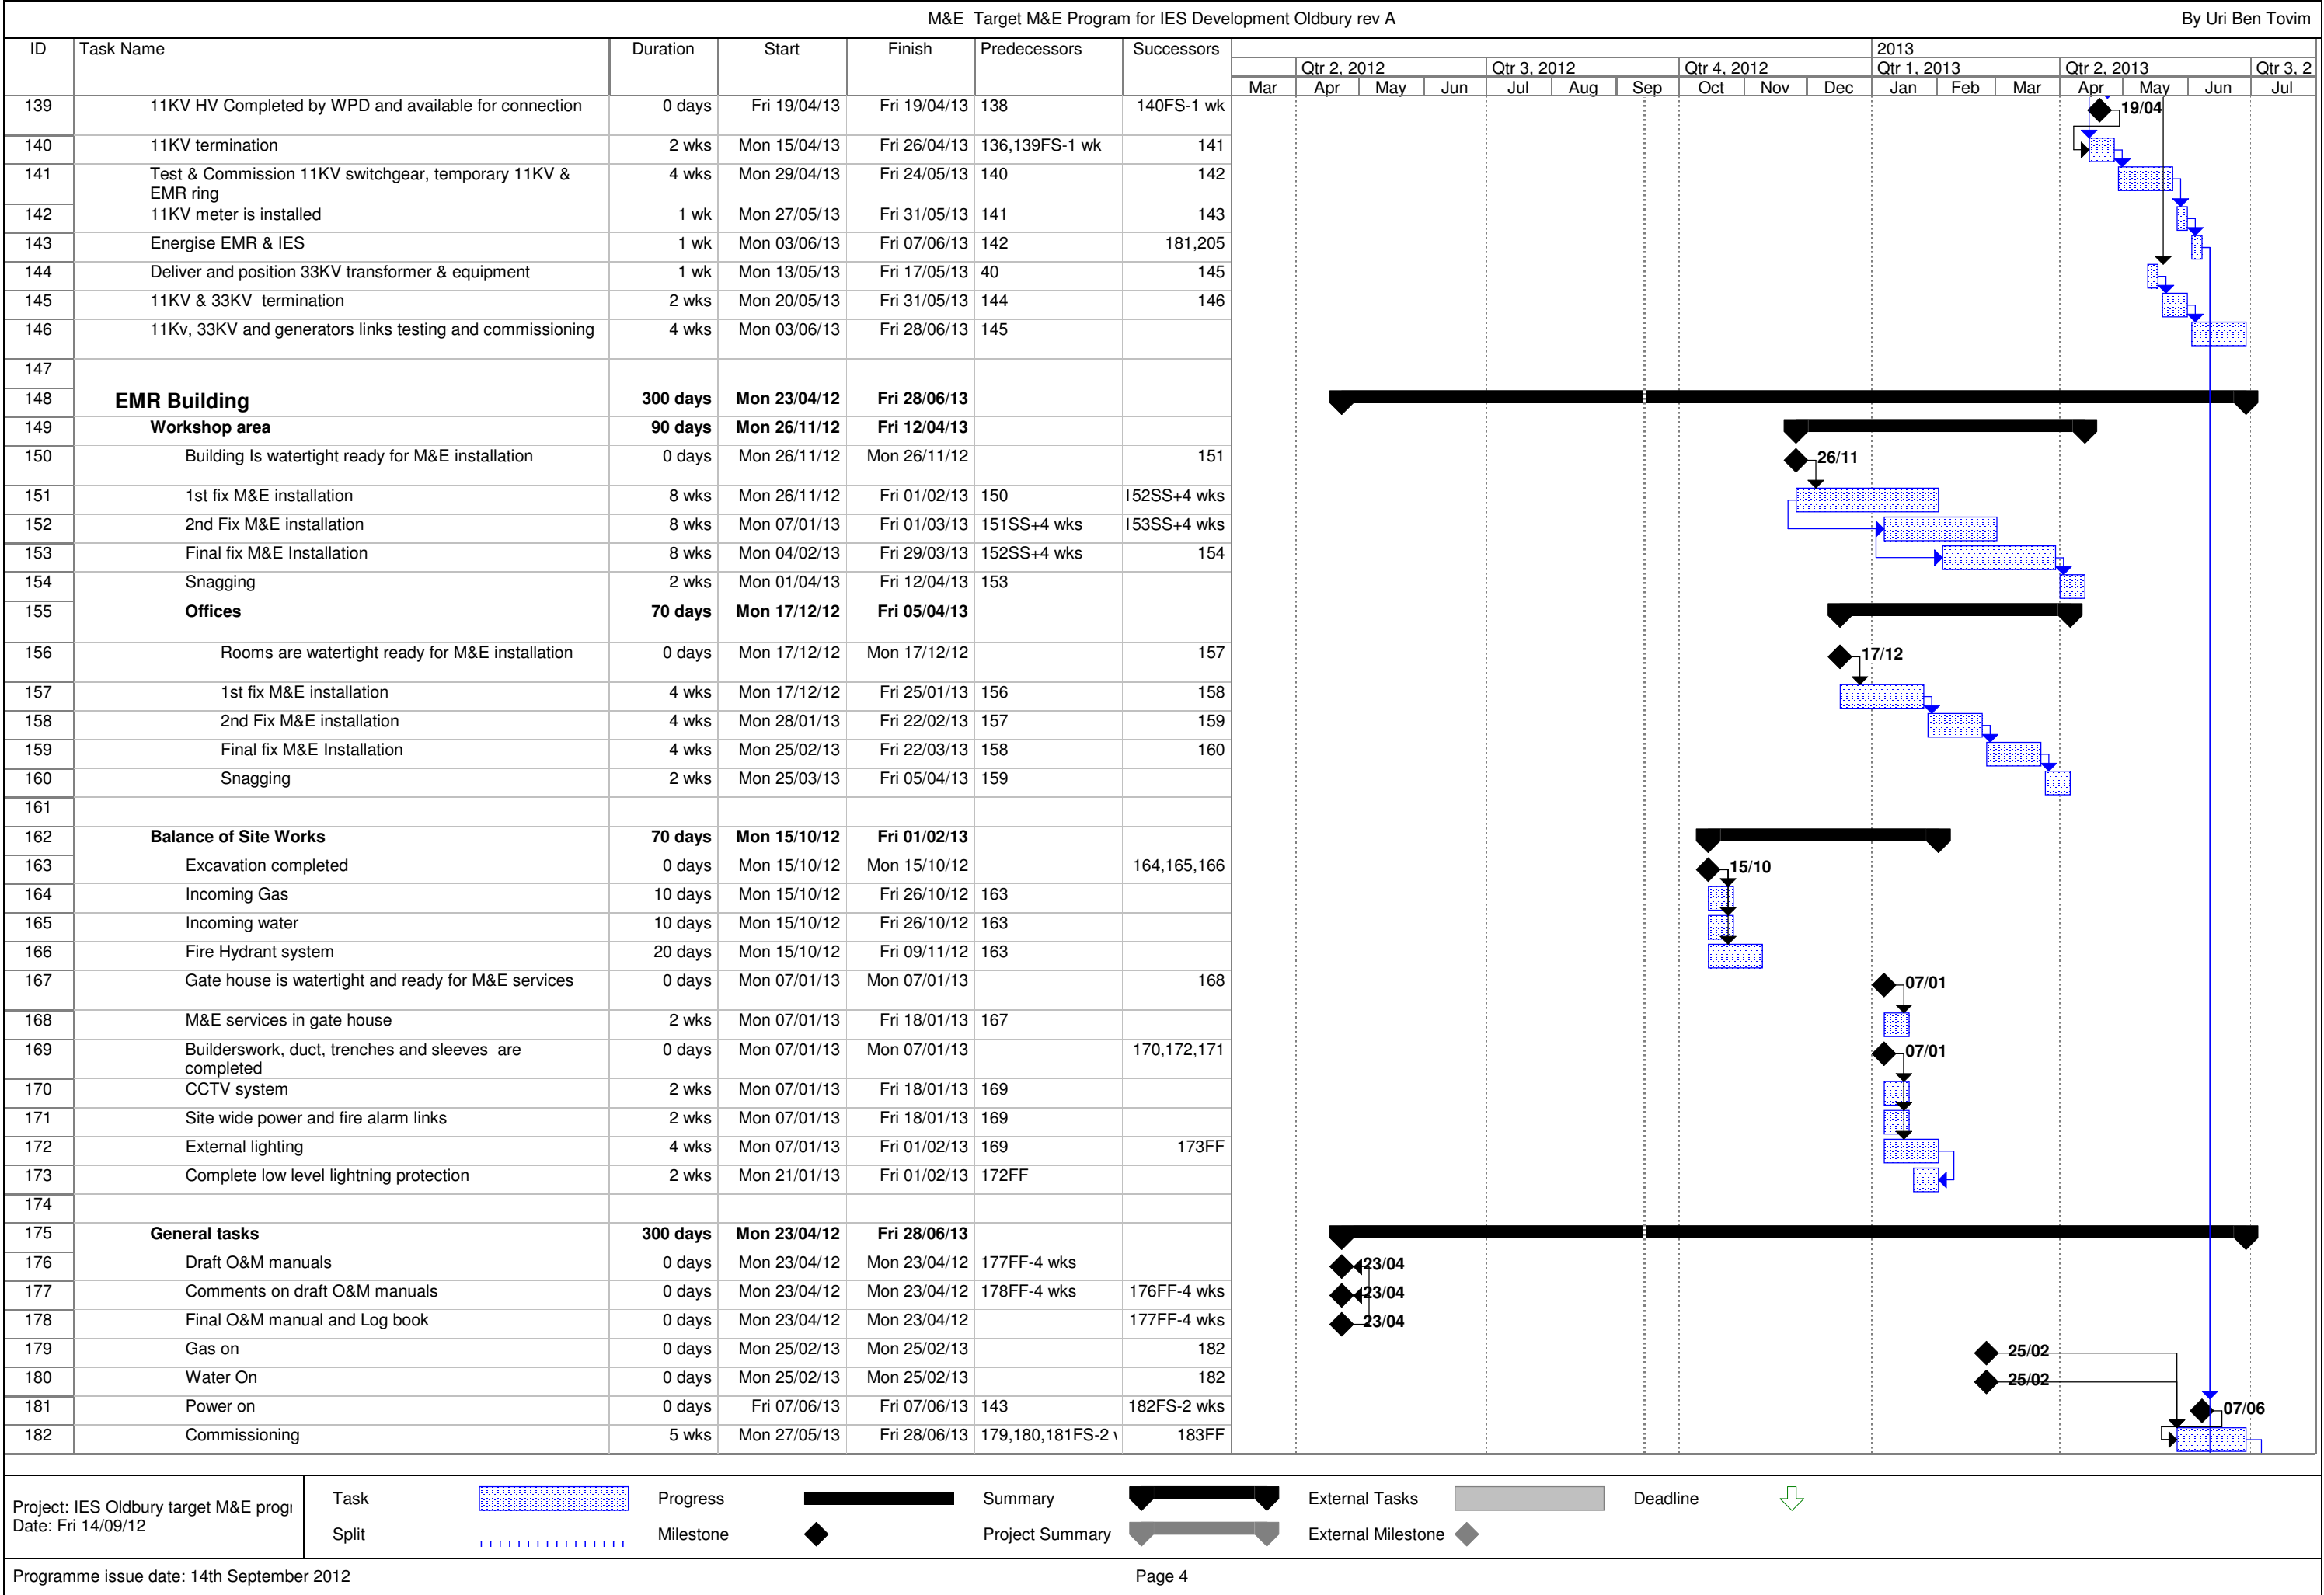 M&E Target M&E Program for IES Development Oldbury rev A
By Uri Ben Tovim
ID Task Name Duration Start Finish Predecessors Successors
2013
Qtr 2, 2012 Qtr 3, 2012 Qtr 4, 2012 Qtr 1, 2013 Qtr 2, 2013 Qtr 3, 2
Mar Apr May Jun Jul Aug Sep Oct Nov Dec Jan Feb Mar Apr May Jun Jul
139 11KV HV Completed by WPD and available for connection 0 days Fri 19/04/13 Fri 19/04/13 138 140FS-1 wk 19/04
140 11KV termination 2 wks Mon 15/04/13 Fri 26/04/13 136,139FS-1 wk 141
141 Test & Commission 11KV switchgear, temporary 11KV & 4 wks Mon 29/04/13 Fri 24/05/13 140 142
EMR ring
142 11KV meter is installed 1 wk Mon 27/05/13 Fri 31/05/13 141 143
143 Energise EMR & IES 1 wk Mon 03/06/13 Fri 07/06/13 142 181,205
144 Deliver and position 33KV transformer & equipment 1 wk Mon 13/05/13 Fri 17/05/13 40 145
145 11KV & 33KV termination 2 wks Mon 20/05/13 Fri 31/05/13 144 146
146 11Kv, 33KV and generators links testing and commissioning 4 wks Mon 03/06/13 Fri 28/06/13 145
147
148 EMR Building 300 days Mon 23/04/12 Fri 28/06/13
149 Workshop area 90 days Mon 26/11/12 Fri 12/04/13
150 Building Is watertight ready for M&E installation 0 days Mon 26/11/12 Mon 26/11/12 151 26/11
151 1st fix M&E installation 8 wks Mon 26/11/12 Fri 01/02/13 150 152SS+4 wks
152 2nd Fix M&E installation 8 wks Mon 07/01/13 Fri 01/03/13 151SS+4 wks 153SS+4 wks
153 Final fix M&E Installation 8 wks Mon 04/02/13 Fri 29/03/13 152SS+4 wks 154
154 Snagging 2 wks Mon 01/04/13 Fri 12/04/13 153
155 Offices 70 days Mon 17/12/12 Fri 05/04/13
156 Rooms are watertight ready for M&E installation 0 days Mon 17/12/12 Mon 17/12/12 157 17/12
157 1st fix M&E installation 4 wks Mon 17/12/12 Fri 25/01/13 156 158
158 2nd Fix M&E installation 4 wks Mon 28/01/13 Fri 22/02/13 157 159
159 Final fix M&E Installation 4 wks Mon 25/02/13 Fri 22/03/13 158 160
160 Snagging 2 wks Mon 25/03/13 Fri 05/04/13 159
161
162 Balance of Site Works 70 days Mon 15/10/12 Fri 01/02/13
163 Excavation completed 0 days Mon 15/10/12 Mon 15/10/12 164,165,166 15/10
164 Incoming Gas 10 days Mon 15/10/12 Fri 26/10/12 163
165 Incoming water 10 days Mon 15/10/12 Fri 26/10/12 163
166 Fire Hydrant system 20 days Mon 15/10/12 Fri 09/11/12 163
167 Gate house is watertight and ready for M&E services 0 days Mon 07/01/13 Mon 07/01/13 168 07/01
168 M&E services in gate house 2 wks Mon 07/01/13 Fri 18/01/13 167
169 Builderswork, duct, trenches and sleeves are 0 days Mon 07/01/13 Mon 07/01/13 170,172,171 07/01
completed
170 CCTV system 2 wks Mon 07/01/13 Fri 18/01/13 169
171 Site wide power and fire alarm links 2 wks Mon 07/01/13 Fri 18/01/13 169
172 External lighting 4 wks Mon 07/01/13 Fri 01/02/13 169 173FF
173 Complete low level lightning protection 2 wks Mon 21/01/13 Fri 01/02/13 172FF
174
175 General tasks 300 days Mon 23/04/12 Fri 28/06/13
176 Draft O&M manuals 0 days Mon 23/04/12 Mon 23/04/12 177FF-4 wks 23/04
177 Comments on draft O&M manuals 0 days Mon 23/04/12 Mon 23/04/12 178FF-4 wks 176FF-4 wks 23/04
178 Final O&M manual and Log book 0 days Mon 23/04/12 Mon 23/04/12 177FF-4 wks 23/04
179 Gas on 0 days Mon 25/02/13 Mon 25/02/13 182 25/02
180 Water On 0 days Mon 25/02/13 Mon 25/02/13 182 25/02
181 Power on 0 days Fri 07/06/13 Fri 07/06/13 143 182FS-2 wks 07/06
182 Commissioning 5 wks Mon 27/05/13 Fri 28/06/13 179,180,181FS-2 183FF
Project: IES Oldbury target M&E progr
Date: Fri 14/09/12
Task Progress Summary External Tasks Deadline
Split Milestone Project Summary External Milestone
Programme issue date: 14th September 2012
Page 4